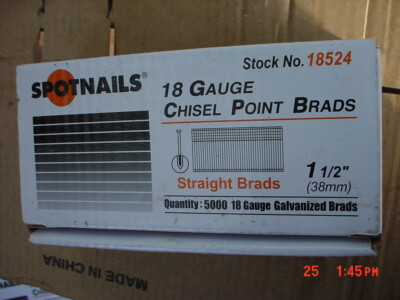 Stock No. 18524
SPOTNAILS®
18 GAUGE
CHISEL POINT BRADS
Straight Brads
1 1/2"
(38mm)
Quantity: 5000 18 Gauge Galvanized Brads
MADE IN CHINA
25 1:45PM